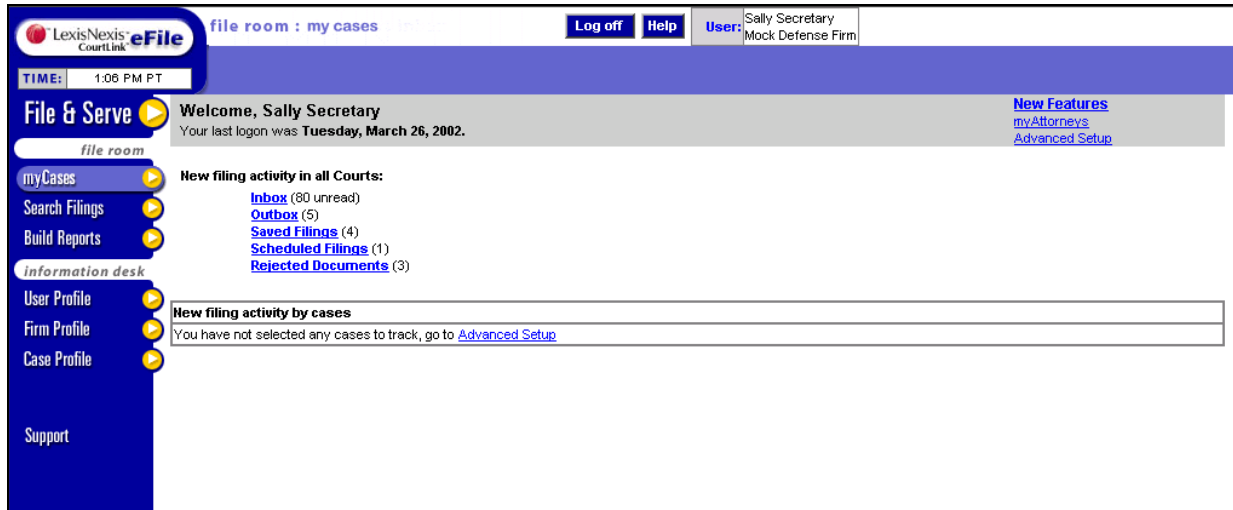 LexisNexis™ eFile
CourtLink™
file room : my cases
Log off
Help
User:
Sally Secretary
Mock Defense Firm
TIME:
1:06 PM PT
File & Serve
file room
myCases
Search Filings
Build Reports
information desk
User Profile
Firm Profile
Case Profile
Support
Welcome, Sally Secretary
Your last logon was Tuesday, March 26, 2002.
New Features
myAttorneys
Advanced Setup
New filing activity in all Courts:
Inbox (80 unread)
Outbox (5)
Saved Filings (4)
Scheduled Filings (1)
Rejected Documents (3)
New filing activity by cases
You have not selected any cases to track, go to Advanced Setup